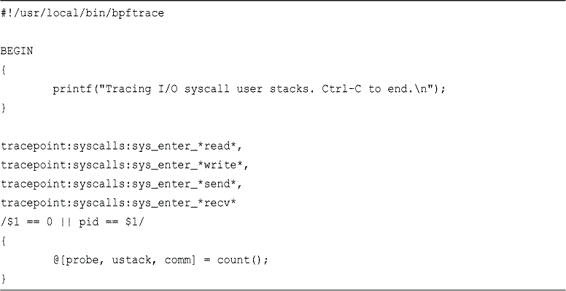 #!/usr/local/bin/bpftrace
BEGIN
{
printf("Tracing I/O syscall user stacks. Ctrl-C to end.\n");
}
tracepoint:syscalls:sys_enter_*read*,
tracepoint:syscalls:sys_enter_*write*,
tracepoint:syscalls:sys_enter_*send*,
tracepoint:syscalls:sys_enter_*recv*
/$1 == 0 || pid == $1/
{
@[probe, ustack, comm] = count();
}